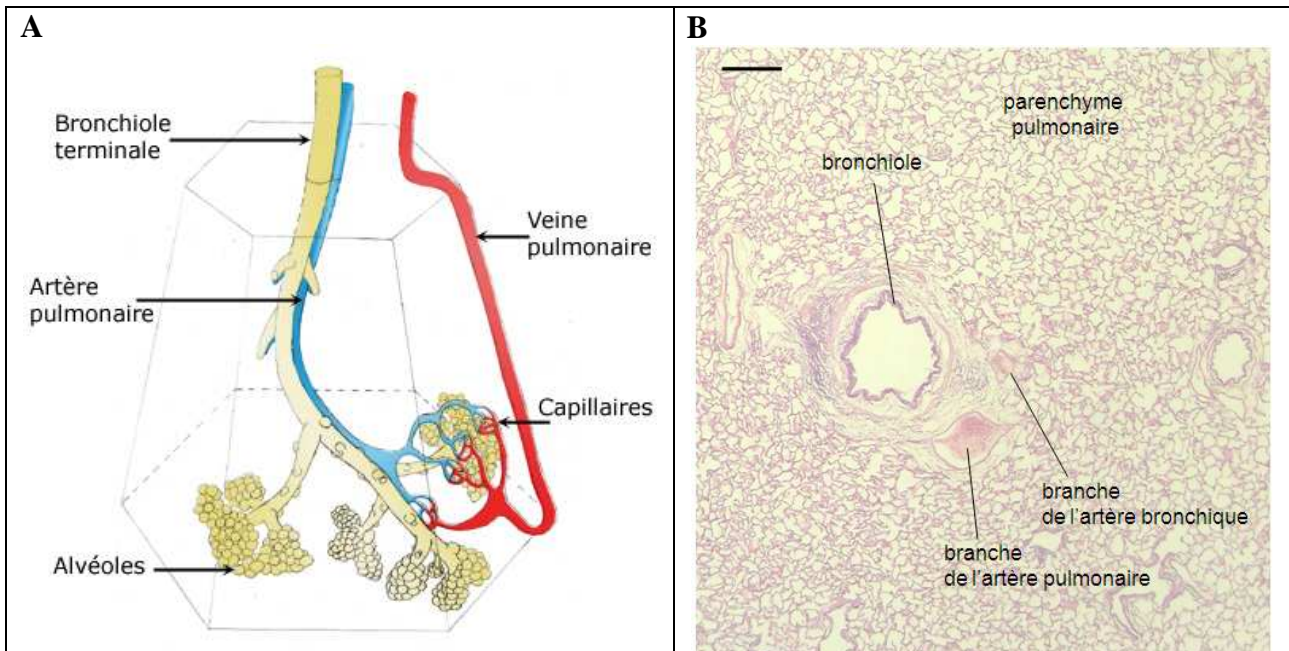 A
Bronchiole
terminale
Artère
pulmonaire
Veine
pulmonaire
Capillaires
Alvéoles
B
parenchyme
pulmonaire
bronchiole
branche
de l'artère bronchique
branche
de l'artère pulmonaire